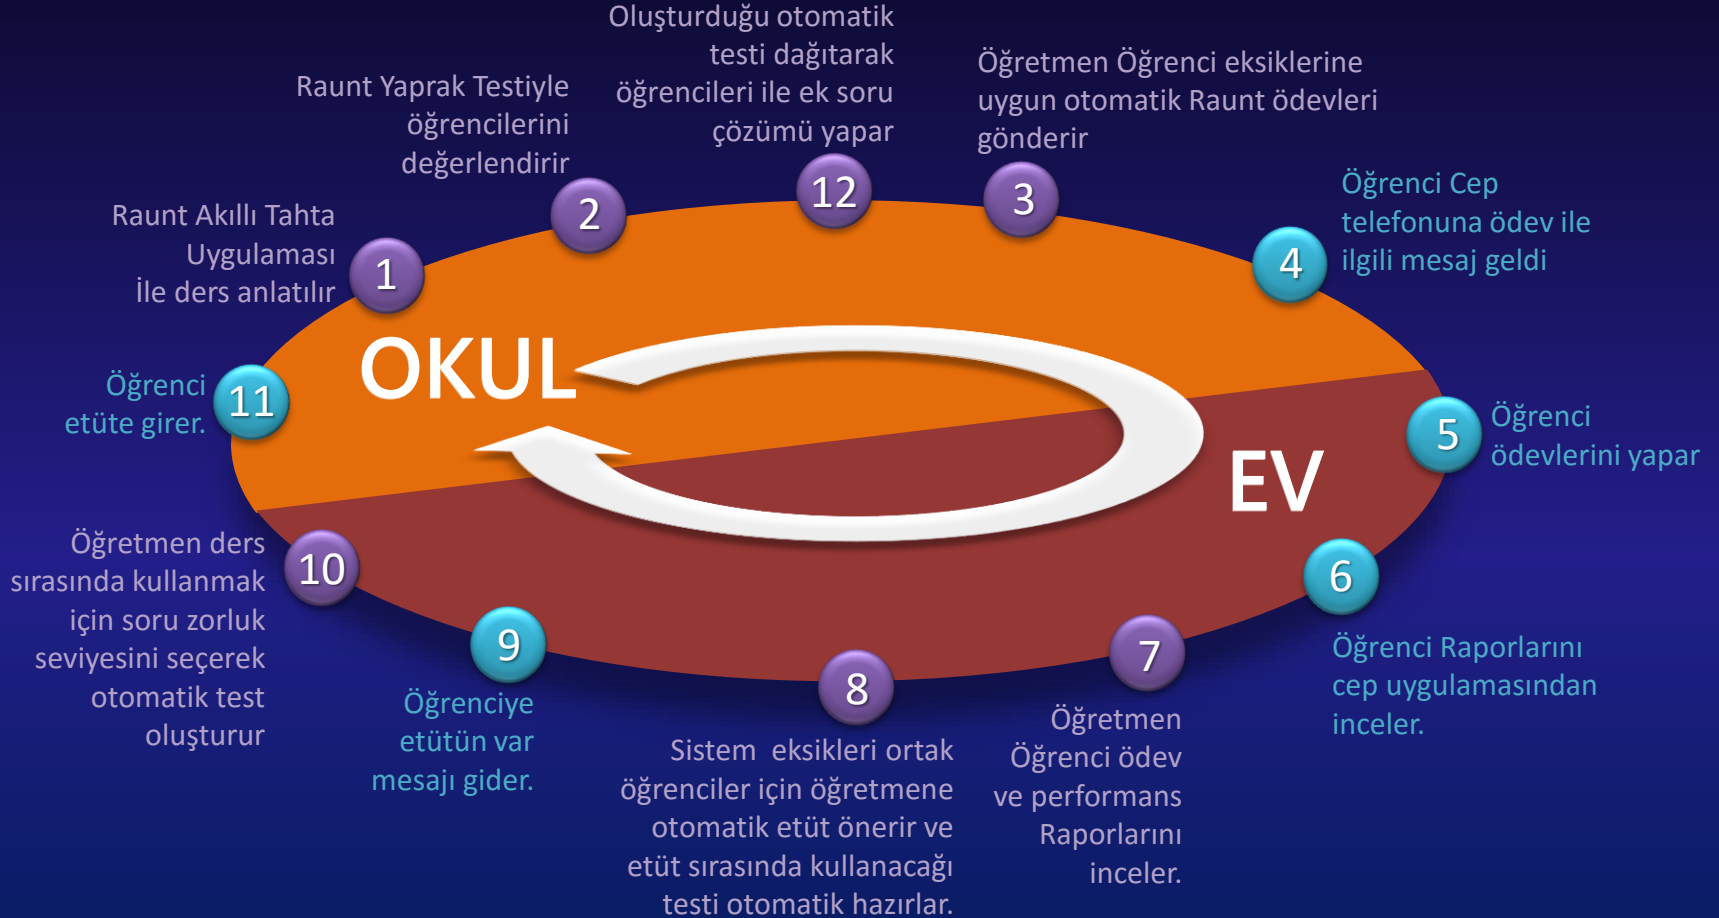 Oluşturduğu otomatik
testi dağıtarak
öğrencileri ile ek soru
çözümü yapar
12
Raunt Yaprak Testiyle
öğrencilerini
değerlendirir
2
Öğretmen Öğrenci eksiklerine
uygun otomatik Raunt ödevleri
gönderir
3
Raunt Akıllı Tahta
Uygulaması
İle ders anlatılır
1
Öğrenci Cep
telefonuna ödev ile
ilgili mesaj geldi
4
OKUL
EV
Öğrenci
etüte girer.
11
5
Öğrenci
ödevlerini yapar
Öğretmen ders
sırasında kullanmak
için soru zorluk
seviyesini seçerek
otomatik test
oluşturur
10
6
Öğrenci Raporlarını
cep uygulamasından
inceler.
9
Öğrenciye
etütün var
mesajı gider.
8
Sistem  eksikleri ortak
öğrenciler için öğretmene
otomatik etüt önerir ve
etüt sırasında kullanacağı
testi otomatik hazırlar.
7
Öğretmen
Öğrenci ödev
ve performans
Raporlarını
inceler.